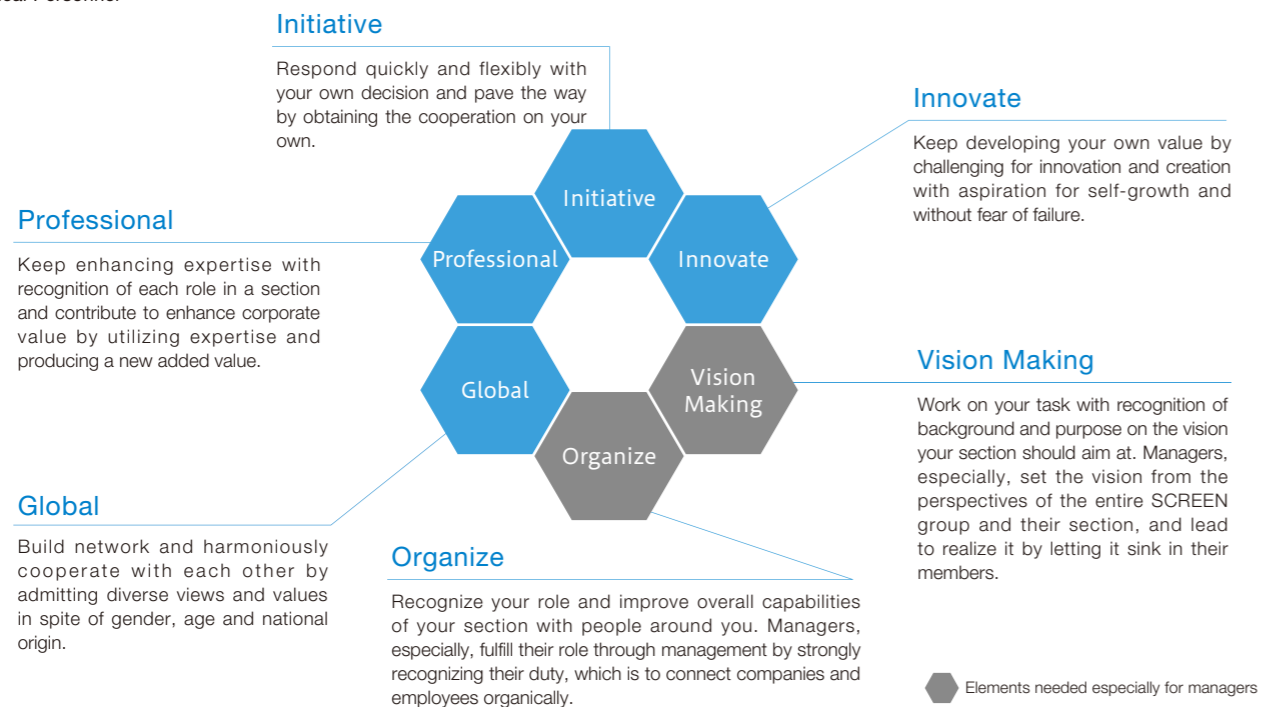 Personnel
Initiative
Respond quickly and flexibly with
your own decision and pave the way
by obtaining the cooperation on your
own.
Innovate
Keep developing your own value by
challenging for innovation and creation
with aspiration for self-growth and
without fear of failure.
Professional
Keep enhancing expertise with
recognition of each role in a section
and contribute to enhance corporate
value by utilizing expertise and
producing a new added value.
Initiative
Professional
Innovate
Global
Vision
Making
Organize
Vision Making
Work on your task with recognition of
background and purpose on the vision
your section should aim at. Managers,
especially, set the vision from the
perspectives of the entire SCREEN
group and their section, and lead
to realize it by letting it sink in their
members.
Global
Build network and harmoniously
cooperate with each other by
admitting diverse views and values
in spite of gender, age and national
origin.
Organize
Recognize your role and improve overall capabilities
of your section with people around you. Managers,
especially, fulfill their role through management by strongly
recognizing their duty, which is to connect companies and
employees organically.
Elements needed especially for managers